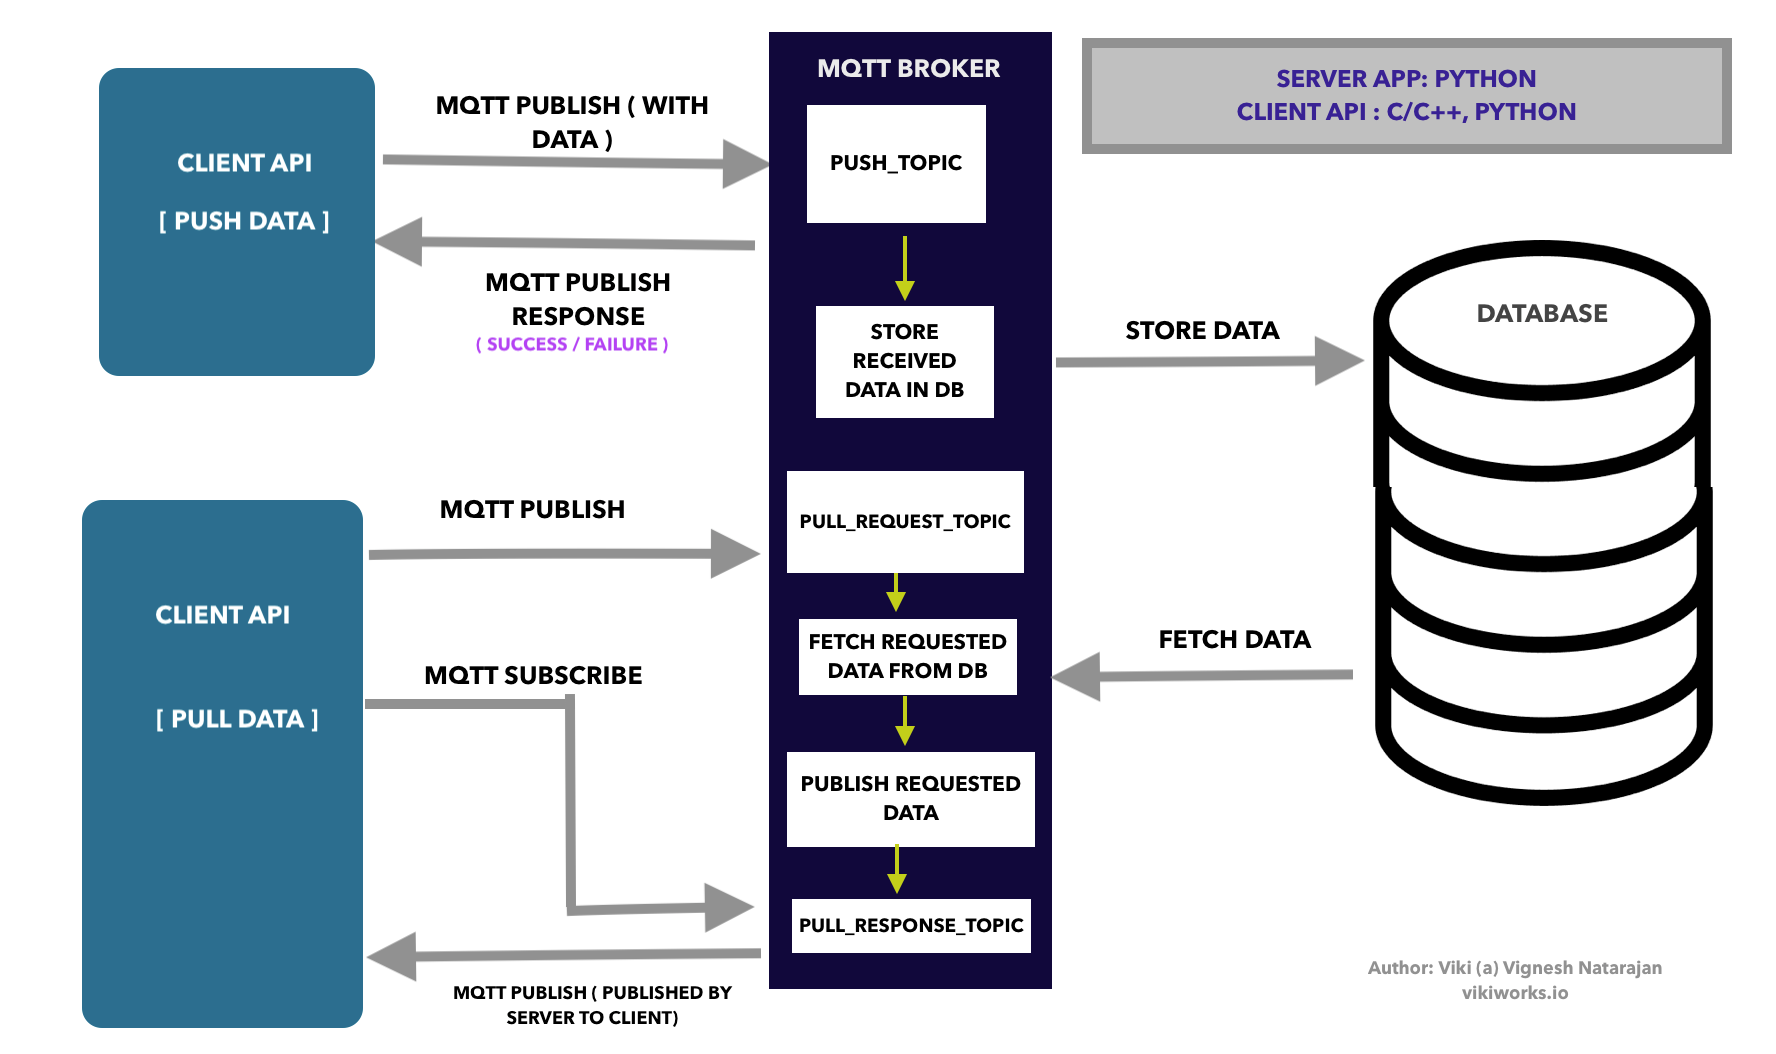 MQTT BROKER
SERVER APP: PYTHON
CLIENT API : C/C++, PYTHON
MQTT PUBLISH ( WITH
DATA )
CLIENT API
[ PUSH DATA ]
PUSH_TOPIC
MQTT PUBLISH
RESPONSE
( SUCCESS / FAILURE )
STORE
RECEIVED
DATA IN DB
STORE DATA
DATABASE
MQTT PUBLISH
PULL_REQUEST_TOPIC
CLIENT API
[ PULL DATA ]
MQTT SUBSCRIBE
FETCH REQUESTED
DATA FROM DB
FETCH DATA
PUBLISH REQUESTED
DATA
PULL_RESPONSE_TOPIC
MQTT PUBLISH ( PUBLISHED BY
SERVER TO CLIENT)
Author: Viki (a) Vignesh Natarajan
vikiworks.io